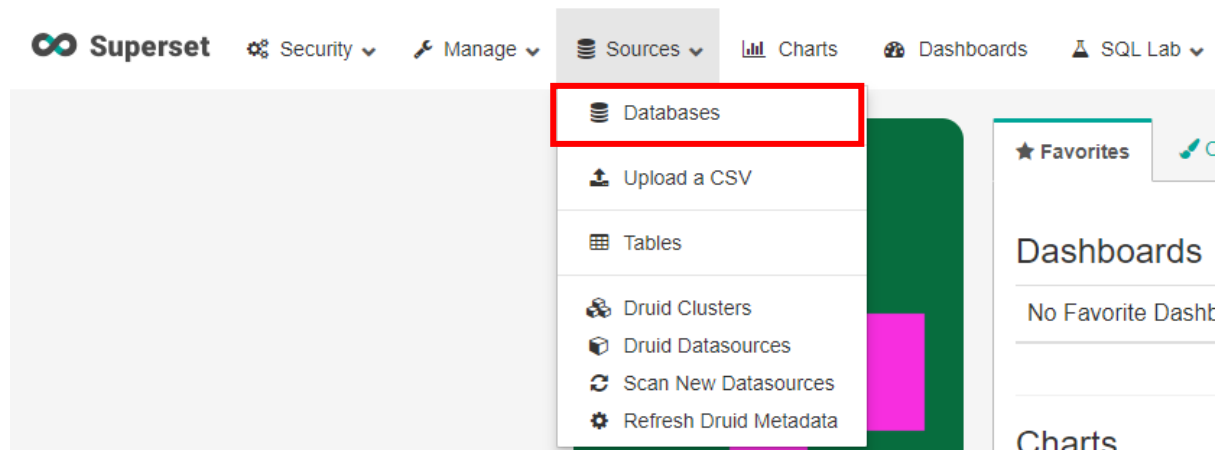 Superset Security Manage Sources Charts Dashboards SQL Lab
Databases
Upload a CSV
Tables
Druid Clusters
Druid Datasources
Scan New Datasources
Refresh Druid Metadata
Favorites
Dashboards
No Favorite
Charts